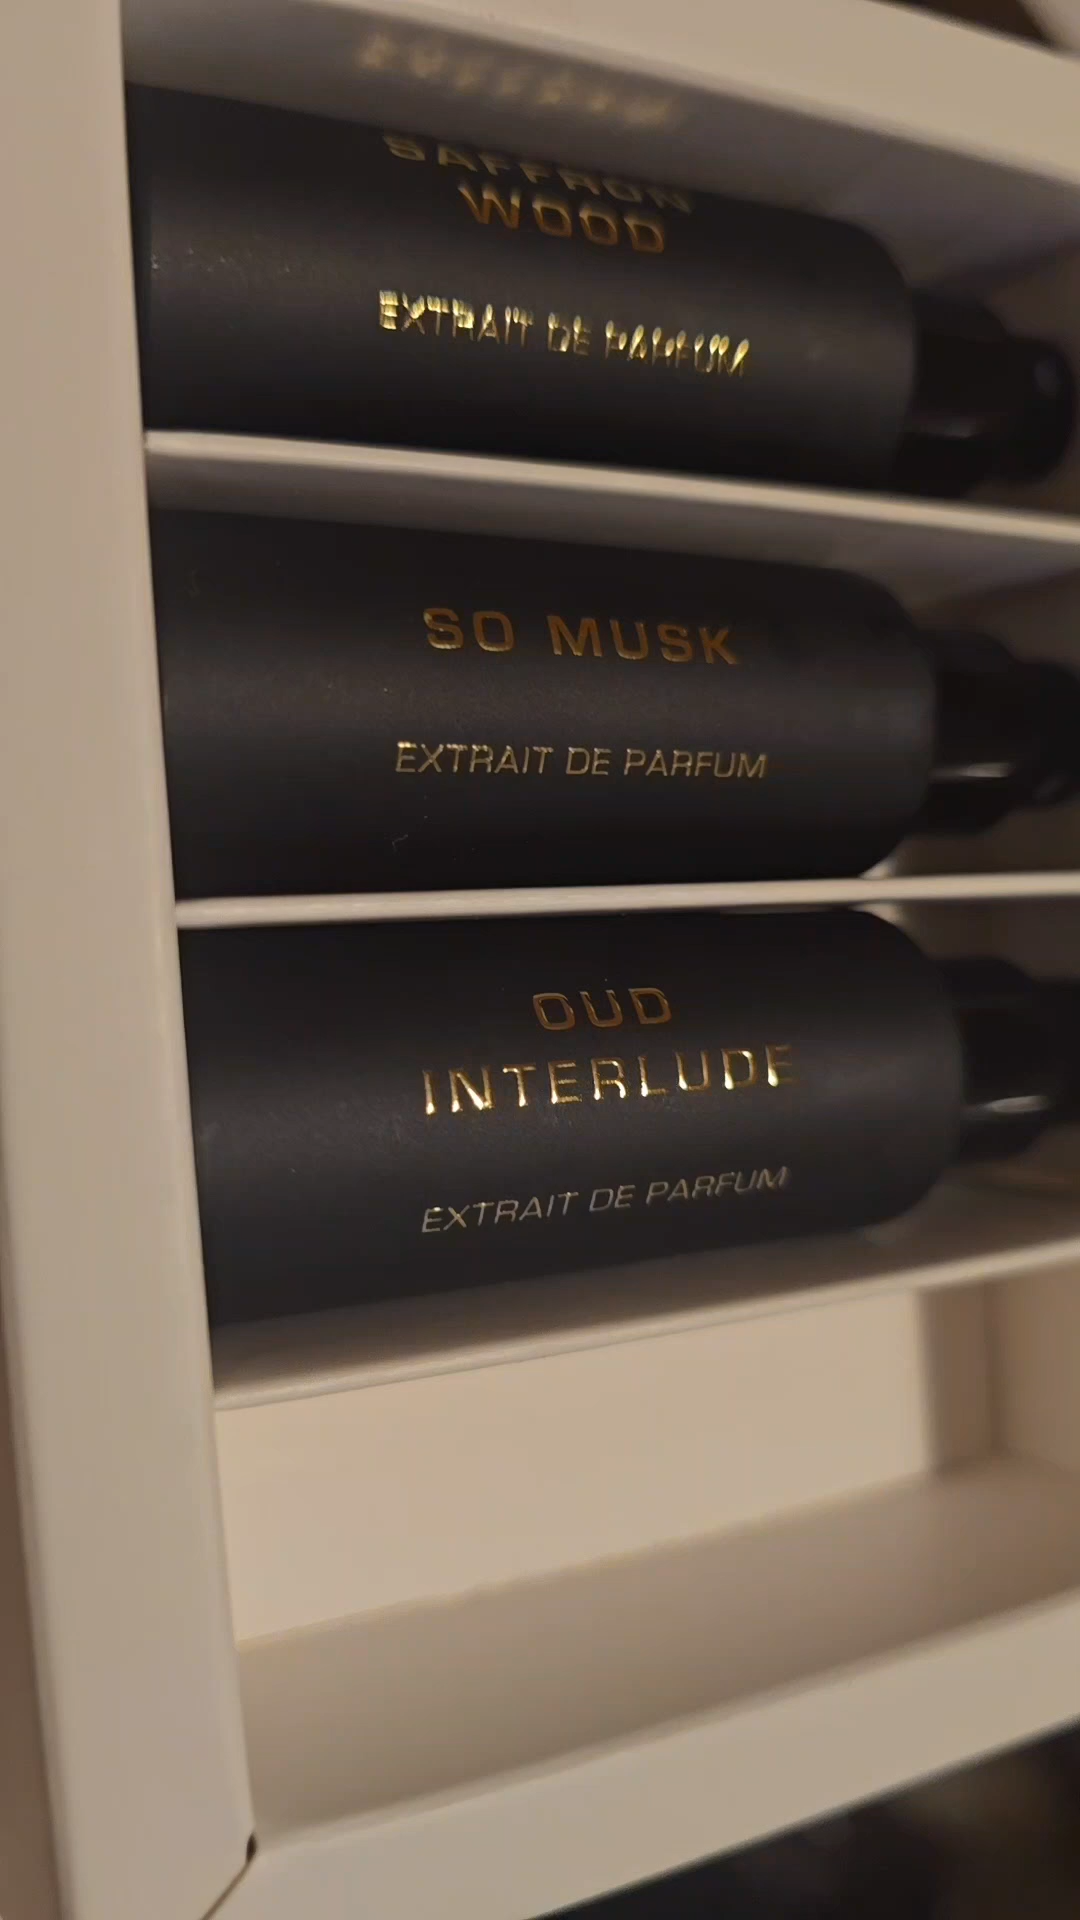 SAFFRON
WOOD
EXTRAIT DE PARFUM
SO MUSK
EXTRAIT DE PARFUM
OUD
INTERLUDE
EXTRAIT DE PARFUM